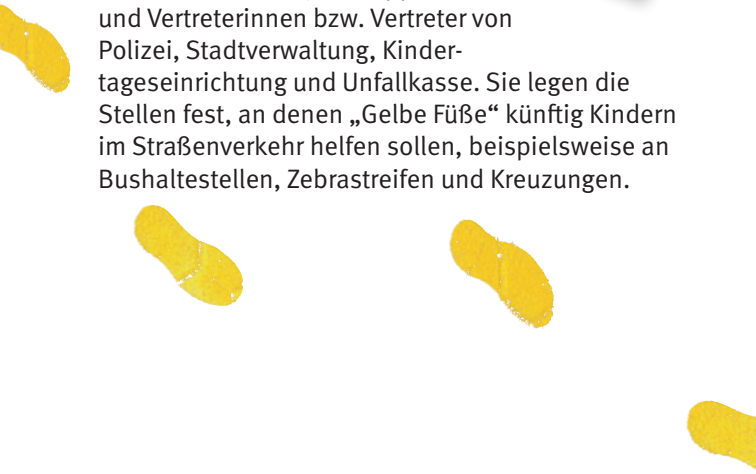 und Vertreterinnen bzw. Vertreter von
Polizei, Stadtverwaltung, Kinder-
tageseinrichtung und Unfallkasse. Sie legen die
Stellen fest, an denen „Gelbe Füße“ künftig Kindern
im Straßenverkehr helfen sollen, beispielsweise an
Bushaltestellen, Zebrastreifen und Kreuzungen.